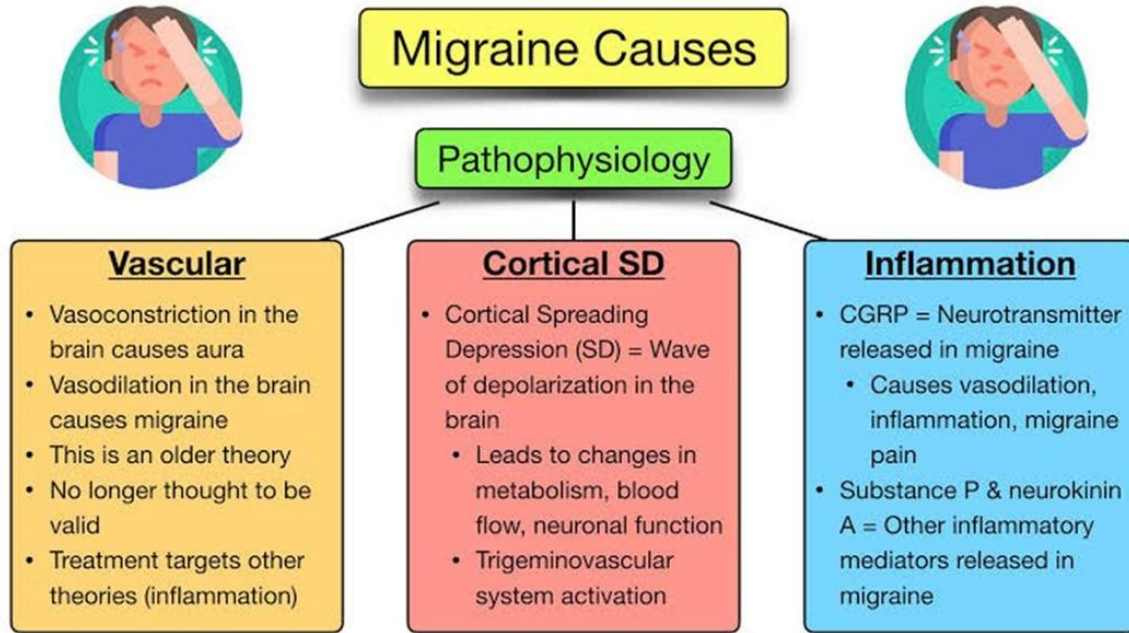 Migraine Causes
Pathophysiology
Vascular
• Vasoconstriction in the
brain causes aura
• Vasodilation in the brain
causes migraine
• This is an older theory
• No longer thought to be
valid
• Treatment targets other
theories (inflammation)
Cortical SD
• Cortical Spreading
Depression (SD) = Wave
of depolarization in the
brain
• Leads to changes in
metabolism, blood
flow, neuronal function
• Trigeminovascular
system activation
Inflammation
• CGRP = Neurotransmitter
released in migraine
• Causes vasodilation,
inflammation, migraine
pain
• Substance P & neurokinin
A = Other inflammatory
mediators released in
migraine